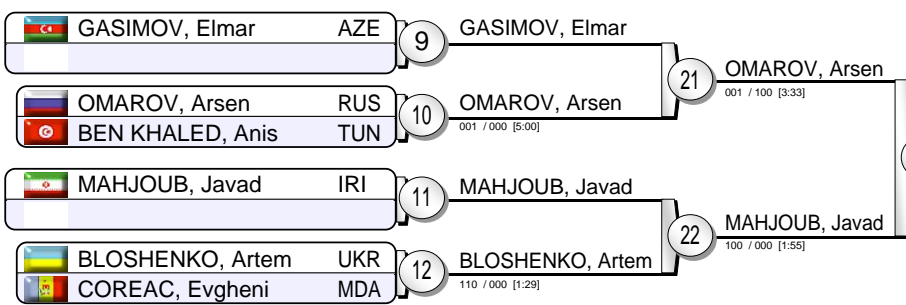 GASIMOV, Elmar AZE
9
GASIMOV, Elmar
OMAROV, Arsen RUS
BEN KHALED, Anis TUN
10
OMAROV, Arsen
001 / 000 [5:00]
21
OMAROV, Arsen
001 / 100 [3:33]
MAHJOUB, Javad IRI
11
MAHJOUB, Javad
BLOSHENKO, Artem UKR
COREAC, Evgheni MDA
12
BLOSHENKO, Artem
110 / 000 [1:29]
22
MAHJOUB, Javad
100 / 000 [1:55]